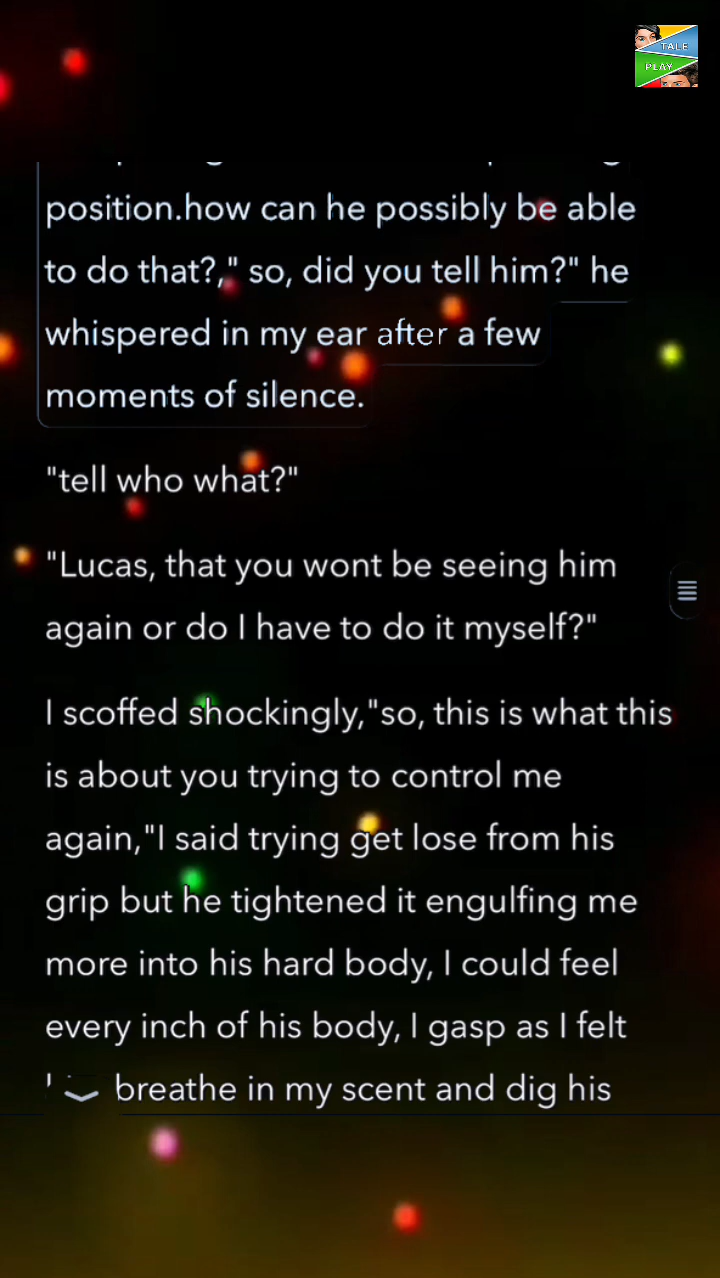 TALE
PLAY
position.how can he possibly be able
to do that?," so, did you tell him?" he
whispered in my ear after a few
moments of silence.
"tell who what?"
"Lucas, that you wont be seeing him
again or do I have to do it myself?"
I scoffed shockingly,"so, this is what this
is about you trying to control me
again,"I said trying get lose from his
grip but he tightened it engulfing me
more into his hard body, I could feel
every inch of his body, I gasp as I felt
breathe in my scent and dig his